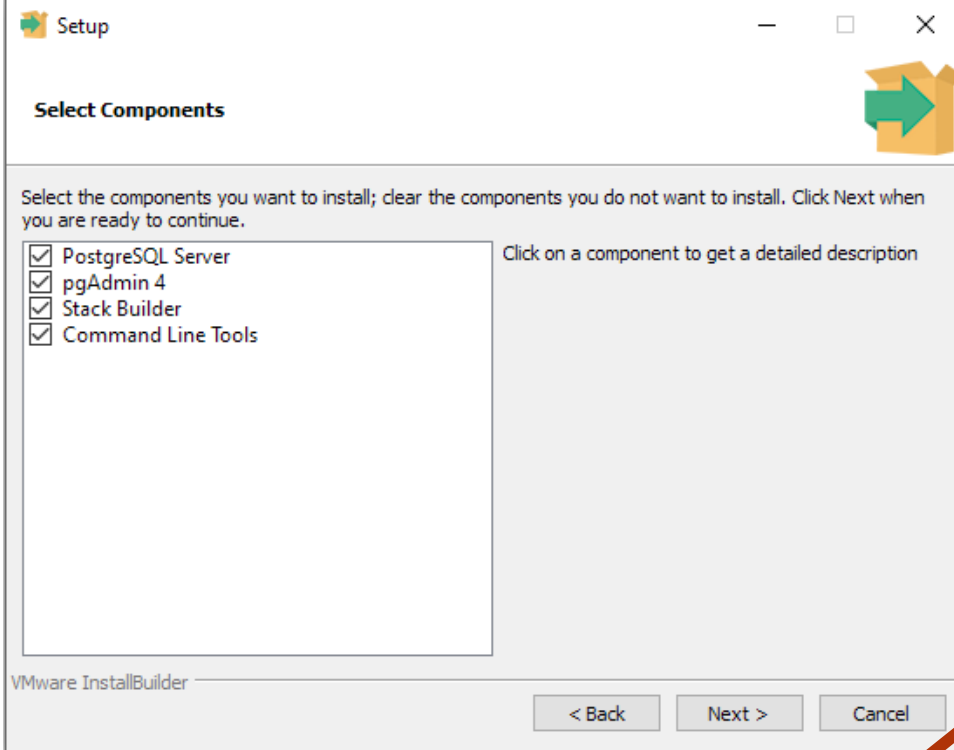 Setup
Select Components
Select the components you want to install; clear the components you do not want to install. Click Next when
you are ready to continue.
PostgreSQL Server
pgAdmin 4
Stack Builder
Command Line Tools
Click on a component to get a detailed description
VMware InstallBuilder
< Back
Next >
Cancel